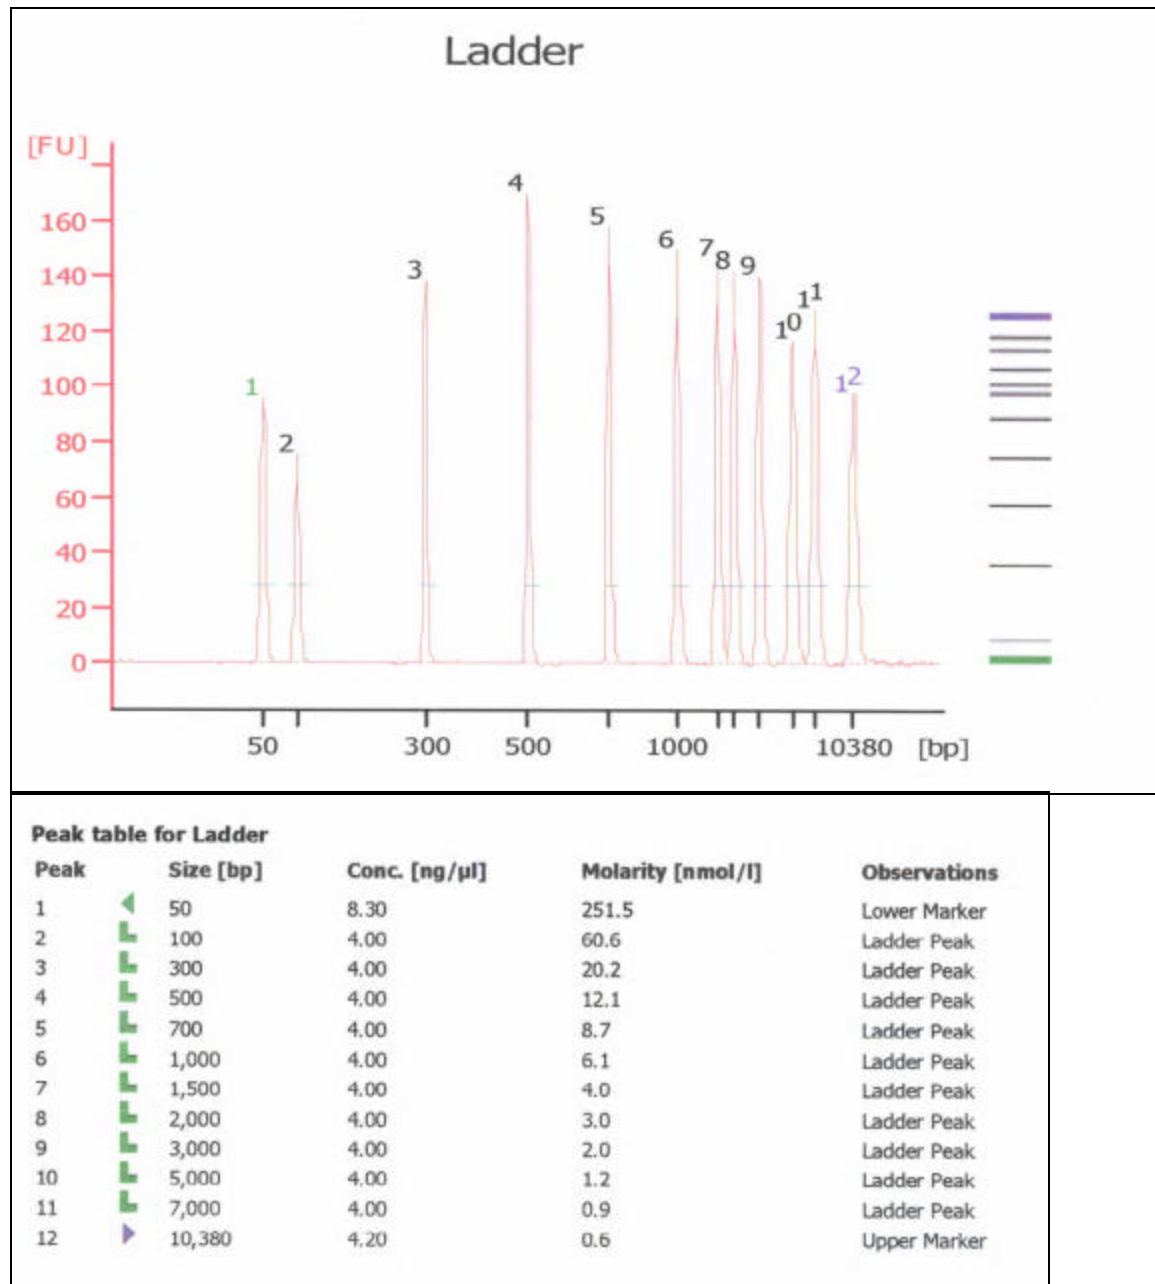 Ladder
[FU]
160
140
120
100
80
60
40
20
0
1
2
3
4
5
6
7
8
9
10
11
12
50 300 500 1000 10380 [bp]
Peak table for Ladder
Peak Size [bp] Conc. [ng/µl] Molarity [nmol/l] Observations
1 50 8.30 251.5 Lower Marker
2 100 4.00 60.6 Ladder Peak
3 300 4.00 20.2 Ladder Peak
4 500 4.00 12.1 Ladder Peak
5 700 4.00 8.7 Ladder Peak
6 1,000 4.00 6.1 Ladder Peak
7 1,500 4.00 4.0 Ladder Peak
8 2,000 4.00 3.0 Ladder Peak
9 3,000 4.00 2.0 Ladder Peak
10 5,000 4.00 1.2 Ladder Peak
11 7,000 4.00 0.9 Ladder Peak
12 10,380 4.20 0.6 Upper Marker